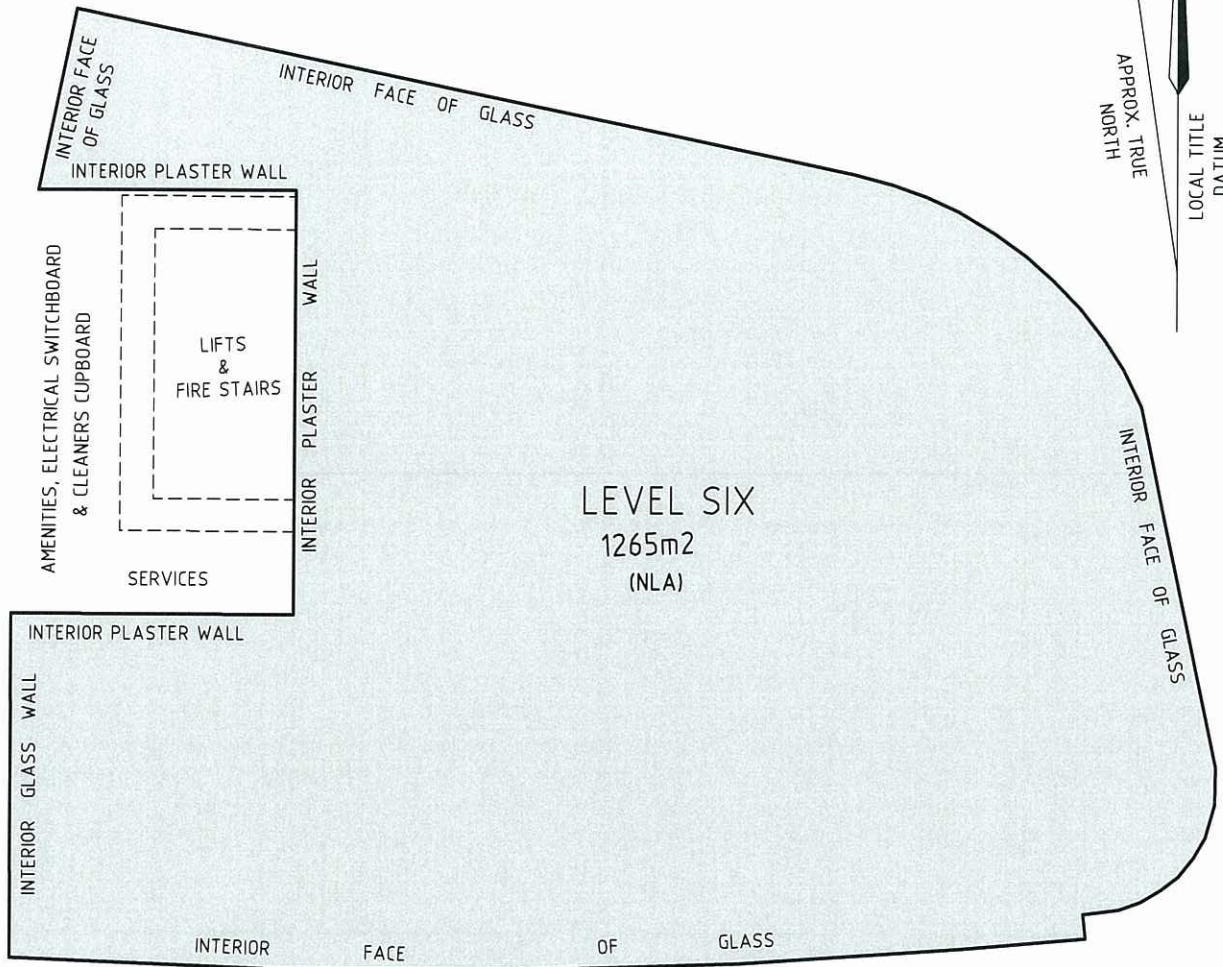 INTERIOR FACE
OF GLASS
INTERIOR FACE OF GLASS
APPROX. TRUE
NORTH
LOCAL TITLE
DATUM
INTERIOR PLASTER WALL
AMENITIES, ELECTRICAL SWITCHBOARD
& CLEANERS CUPBOARD
LIFTS
&
FIRE STAIRS
INTERIOR PLASTER WALL
SERVICES
LEVEL SIX
1265m2
(NLA)
INTERIOR FACE OF GLASS
INTERIOR PLASTER WALL
INTERIOR GLASS WALL
INTERIOR FACE OF GLASS